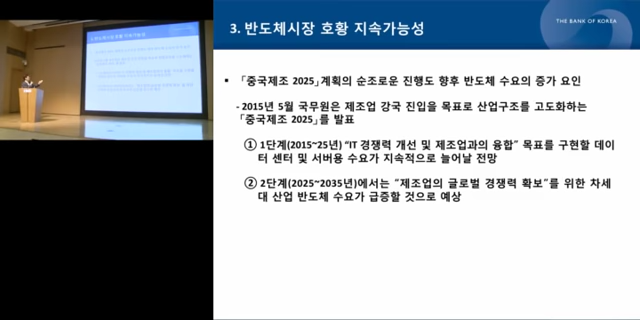 3. 반도체시장 호황 지속가능성
THE BANK OF KOREA
• 「중국제조 2025」계획의 순조로운 진행도 향후 반도체 수요의 증가 요인
- 2015년 5월 국무원은 제조업 강국 진입을 목표로 산업구조를 고도화하는
「중국제조 2025」를 발표
① 1단계(2015~25년) “IT 경쟁력 개선 및 제조업과의 융합” 목표를 구현할 데이
터 센터 및 서버용 수요가 지속적으로 늘어날 전망
② 2단계(2025~2035년)에서는 “제조업의 글로벌 경쟁력 확보”를 위한 차세
대 산업 반도체 수요가 급증할 것으로 예상